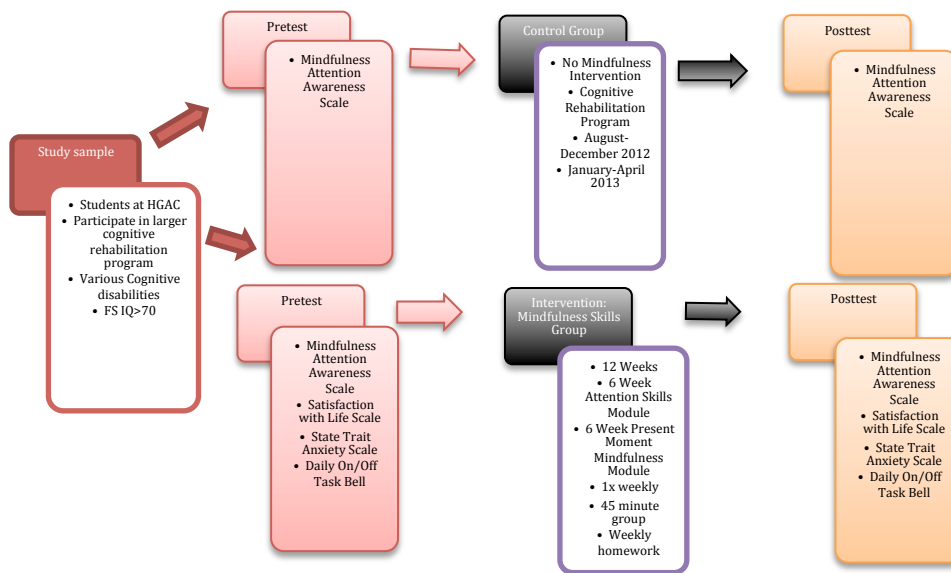 Study sample
• Students at HGAC
• Participate in larger
cognitive
rehabilitation
program
• Various Cognitive
disabilities
• FS IQ>70
Pretest
• Mindfulness
Attention
Awareness
Scale
Control Group
• No Mindfulness
Intervention
• Cognitive
Rehabilitation
Program
• August-
December 2012
• January-April
2013
Posttest
• Mindfulness
Attention
Awareness
Scale
Pretest
• Mindfulness
Attention
Awareness
Scale
• Satisfaction
with Life Scale
• State Trait
Anxiety Scale
• Daily On/Off
Task Bell
Intervention:
Mindfulness Skills
Group
• 12 Weeks
• 6 Week
Attention Skills
Module
• 6 Week Present
Moment
Mindfulness
Module
• 1x weekly
• 45 minute
group
• Weekly
homework
Posttest
• Mindfulness
Attention
Awareness
Scale
• Satisfaction
with Life Scale
• State Trait
Anxiety Scale
• Daily On/Off
Task Bell